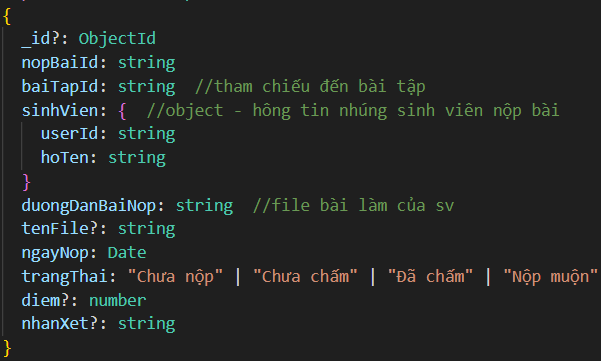 {
_id?: ObjectId
nopBaiId: string
baiTapId: string //tham chiếu đến bài tập
sinhVien: { //object - hông tin nhúng sinh viên nộp bài
userId: string
hoTen: string
}
duongDanBaiNop: string //file bài làm của sv
tenFile?: string
ngayNop: Date
trangThai: "Chưa nộp" | "Chưa chấm" | "Đã chấm" | "Nộp muộn"
diem?: number
nhanXet?: string
}